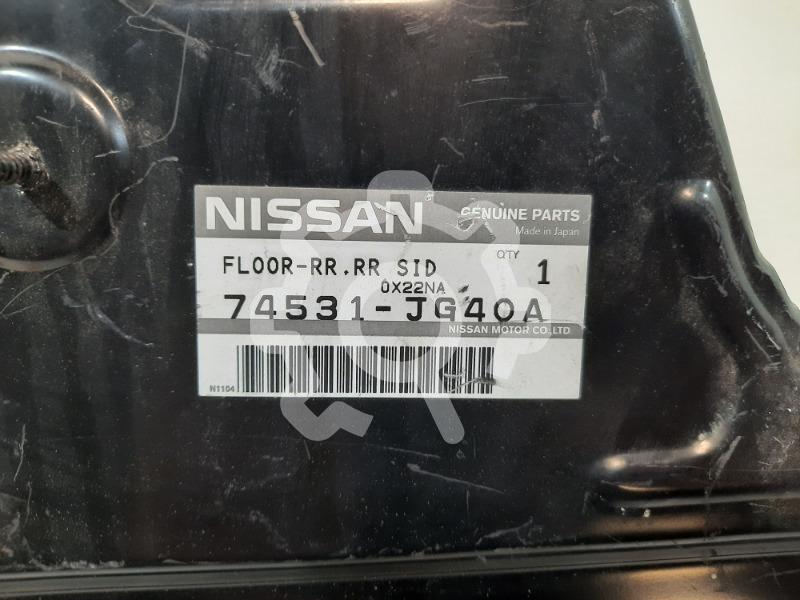 NISSAN GENUINE PARTS
Made in Japan
FLOOR-RR.RR SID QTY 1
0X22NA
74531-JG40A
NISSAN MOTOR CO.,LTD
N1104